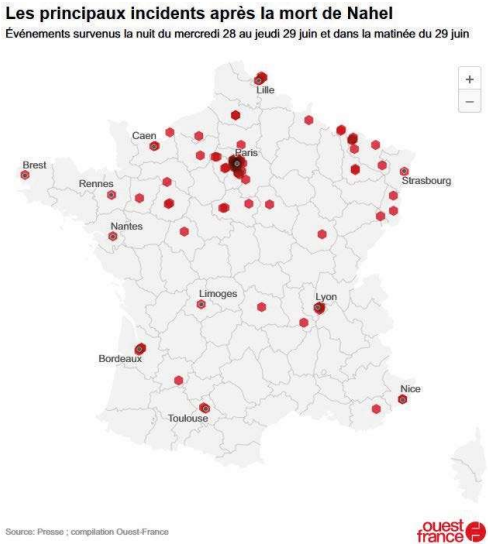 Les principaux incidents après la mort de Nahel
Événements survenus la nuit du mercredi 28 au jeudi 29 juin et dans la matinée du 29 juin
+
−
Lille
Caen
Paris
Brest
Rennes
Strasbourg
Nantes
Limoges
Lyon
Bordeaux
Nice
Toulouse
Source: Presse ; compilation Ouest-France
ouest
france